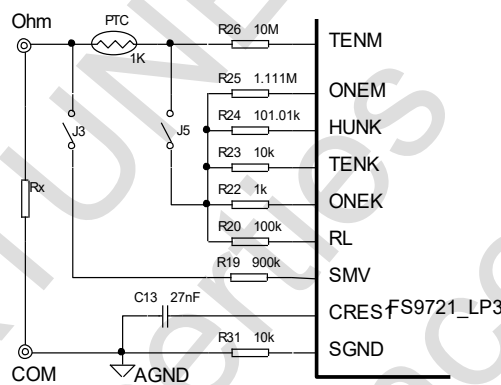 Ohm
PTC
1K
R26 10M
TENM
R25 1.111M
ONEM
R24 101.01k
HUNK
J3
J5
R23 10k
TENK
Rx
R22 1k
ONEK
R20 100k
RL
R19 900k
SMV
C13 27nF
CRES1
FS9721_LP3
R31 10k
SGND
COM
AGND